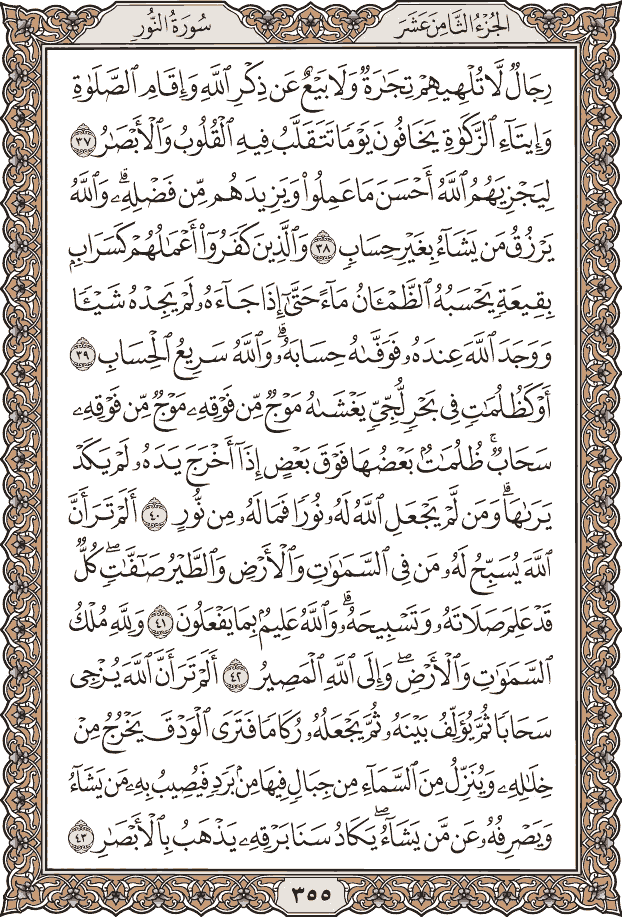 الجُزْءُ الثَّامِنَ عَشَرَ
سُورَةُ النُّورِ
رِجَالٌ لَّا تُلْهِيهِمْ تِجَٰرَةٌ وَلَا بَيْعٌ عَن ذِكْرِ ٱللَّهِ وَإِقَامِ ٱلصَّلَوٰةِ
وَإِيتَآءِ ٱلزَّكَوٰةِ يَخَافُونَ يَوْمًا تَتَقَلَّبُ فِيهِ ٱلْقُلُوبُ وَٱلْأَبْصَٰرُ ٣٧
لِيَجْزِيَهُمُ ٱللَّهُ أَحْسَنَ مَا عَمِلُوا۟ وَيَزِيدَهُم مِّن فَضْلِهِۦ ۗ وَٱللَّهُ
يَرْزُقُ مَن يَشَآءُ بِغَيْرِ حِسَابٍ ٣٨ وَٱلَّذِينَ كَفَرُوٓا۟ أَعْمَٰلُهُمْ كَسَرَابٍۭ
بِقِيعَةٍ يَحْسَبُهُ ٱلظَّمْـَٔانُ مَآءً حَتَّىٰٓ إِذَا جَآءَهُۥ لَمْ يَجِدْهُ شَيْـًٔا
وَوَجَدَ ٱللَّهَ عِندَهُۥ فَوَفَّىٰهُ حِسَابَهُۥ ۗ وَٱللَّهُ سَرِيعُ ٱلْحِسَابِ ٣٩
أَوْ كَظُلُمَٰتٍ فِى بَحْرٍ لُّجِّىٍّ يَغْشَىٰهُ مَوْجٌ مِّن فَوْقِهِۦ مَوْجٌ مِّن فَوْقِهِۦ
سَحَابٌ ۚ ظُلُمَٰتٌۢ بَعْضُهَا فَوْقَ بَعْضٍ إِذَآ أَخْرَجَ يَدَهُۥ لَمْ يَكَدْ
يَرَىٰهَا ۗ وَمَن لَّمْ يَجْعَلِ ٱللَّهُ لَهُۥ نُورًا فَمَا لَهُۥ مِن نُّورٍ ٤٠ أَلَمْ تَرَ أَنَّ
ٱللَّهَ يُسَبِّحُ لَهُۥ مَن فِى ٱلسَّمَٰوَٰتِ وَٱلْأَرْضِ وَٱلطَّيْرُ صَٰٓفَّٰتٍ ۖ كُلٌّ
قَدْ عَلِمَ صَلَاتَهُۥ وَتَسْبِيحَهُۥ ۗ وَٱللَّهُ عَلِيمٌۢ بِمَا يَفْعَلُونَ ٤١ وَلِلَّهِ مُلْكُ
ٱلسَّمَٰوَٰتِ وَٱلْأَرْضِ ۖ وَإِلَى ٱللَّهِ ٱلْمَصِيرُ ٤٢ أَلَمْ تَرَ أَنَّ ٱللَّهَ يُزْجِى
سَحَابًا ثُمَّ يُؤَلِّفُ بَيْنَهُۥ ثُمَّ يَجْعَلُهُۥ رُكَامًا فَتَرَى ٱلْوَدْقَ يَخْرُجُ مِنْ
خِلَٰلِهِۦ وَيُنَزِّلُ مِنَ ٱلسَّمَآءِ مِن جِبَالٍ فِيهَا مِنۢ بَرَدٍ فَيُصِيبُ بِهِۦ مَن يَشَآءُ
وَيَصْرِفُهُۥ عَن مَّن يَشَآءُ ۖ يَكَادُ سَنَا بَرْقِهِۦ يَذْهَبُ بِٱلْأَبْصَٰرِ ٤٣
٣٥٥